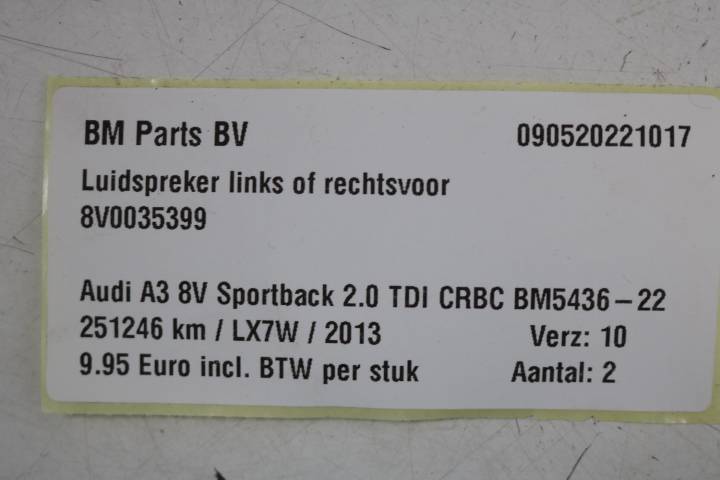 BM Parts BV 090520221017
Luidspreker links of rechtsvoor
8V0035399
Audi A3 8V Sportback 2.0 TDI CRBC BM5436-22
251246 km / LX7W / 2013 Verz: 10
9.95 Euro incl. BTW per stuk Aantal: 2